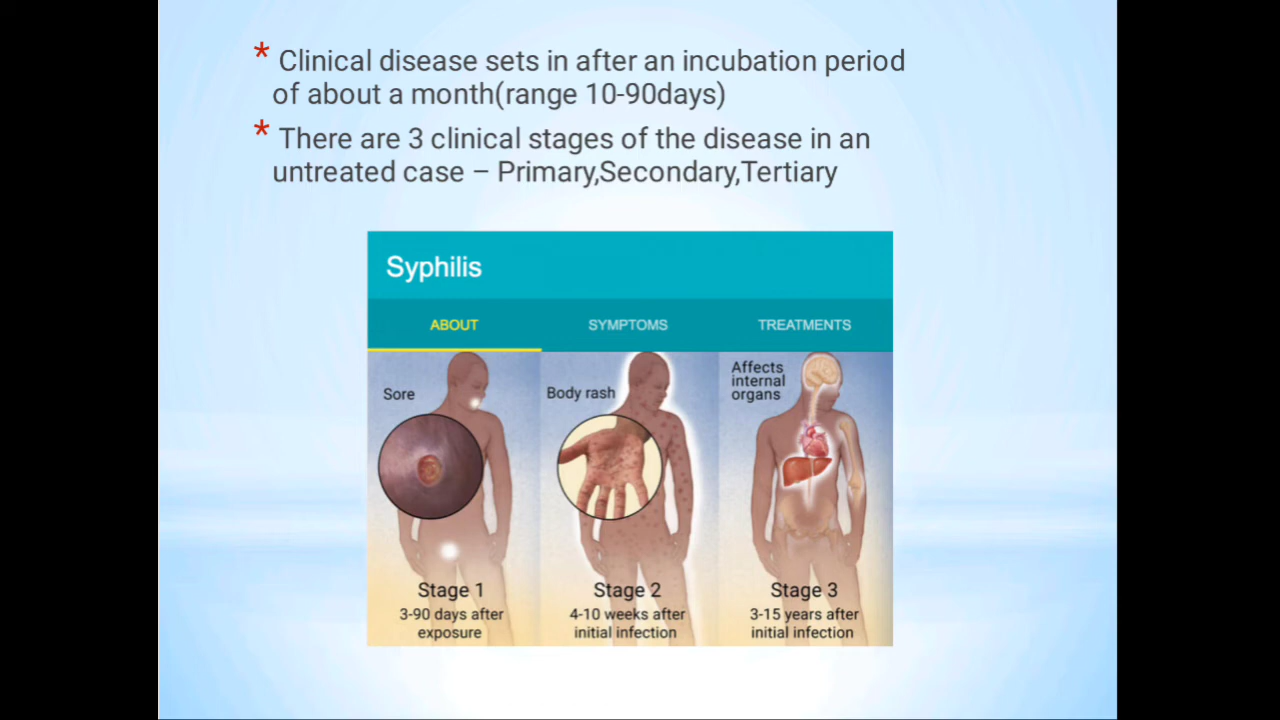 * Clinical disease sets in after an incubation period
of about a month(range 10-90days)
* There are 3 clinical stages of the disease in an
untreated case – Primary,Secondary,Tertiary
Syphilis
ABOUT SYMPTOMS TREATMENTS
Sore
Body rash
Affects
internal
organs
Stage 1
3-90 days after
exposure
Stage 2
4-10 weeks after
initial infection
Stage 3
3-15 years after
initial infection